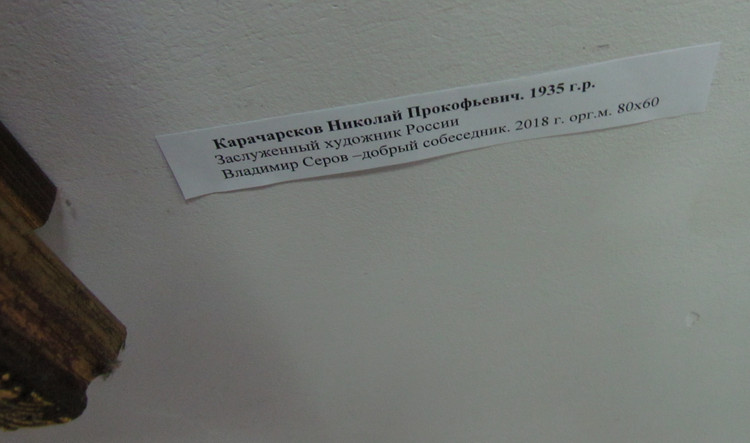 Карачарсков Николай Прокофьевич. 1935 г.р.
Заслуженный художник России
Владимир Серов –добрый собеседник. 2018 г. орг.м. 80х60